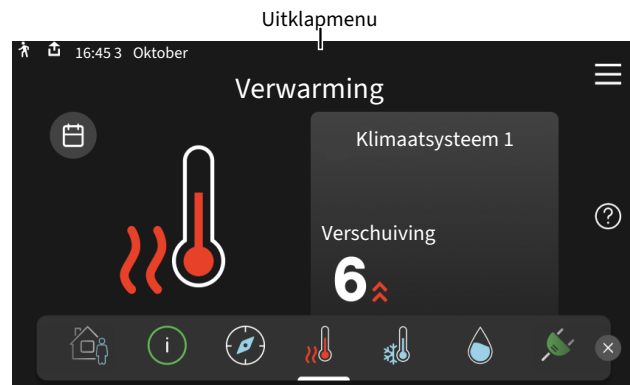 Uitklapmenu
16:45 3 Oktober
Verwarming
Klimaatsysteem 1
Verschuiving
6